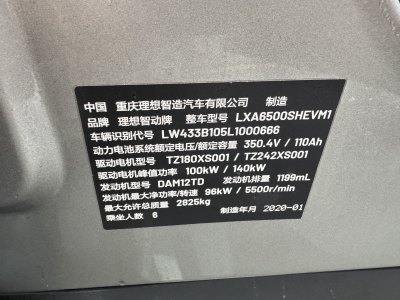 中国 重庆理想智造汽车有限公司 制造
品牌 理想智动牌 整车型号 LXA6500SHEVM1
车辆识别代号 LW433B105L1000666
动力电池系统额定电压/额定容量 350.4V / 110Ah
驱动电机型号 TZ180XS001 / TZ242XS001
驱动电机峰值功率 100kW / 140kW
发动机型号 DAM12TD 发动机排量 1199mL
发动机最大净功率/转速 96kW / 5500r/min
最大允许总质量 2825kg
乘坐人数 6 制造年月 2020-01